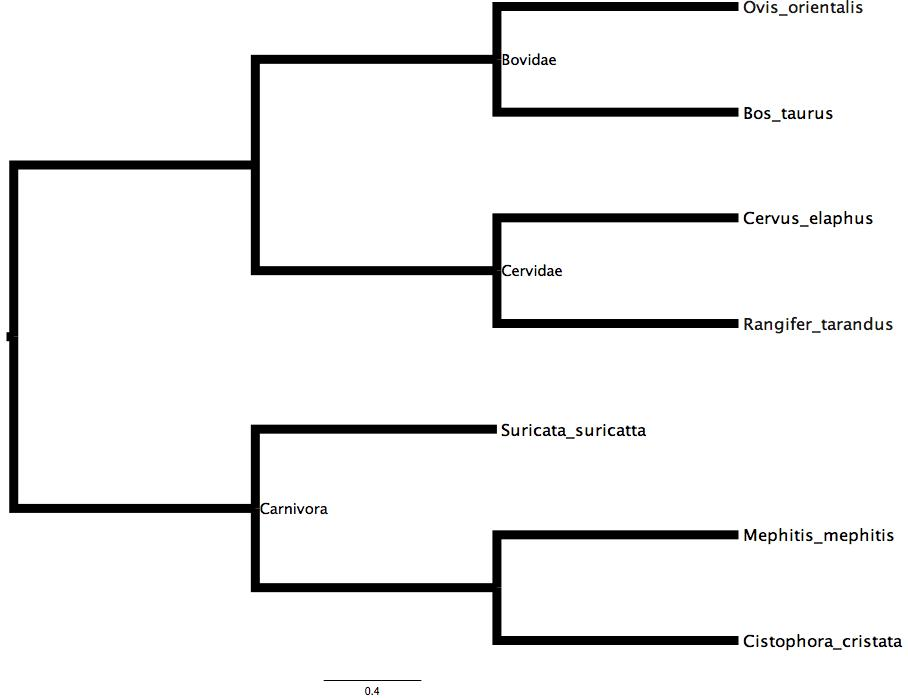 Ovis_orientalis
Bovidae
Bos_taurus
Cervus_elaphus
Cervidae
Rangifer_tarandus
Suricata_suricatta
Carnivora
Mephitis_mephitis
Cistophora_cristata
0.4